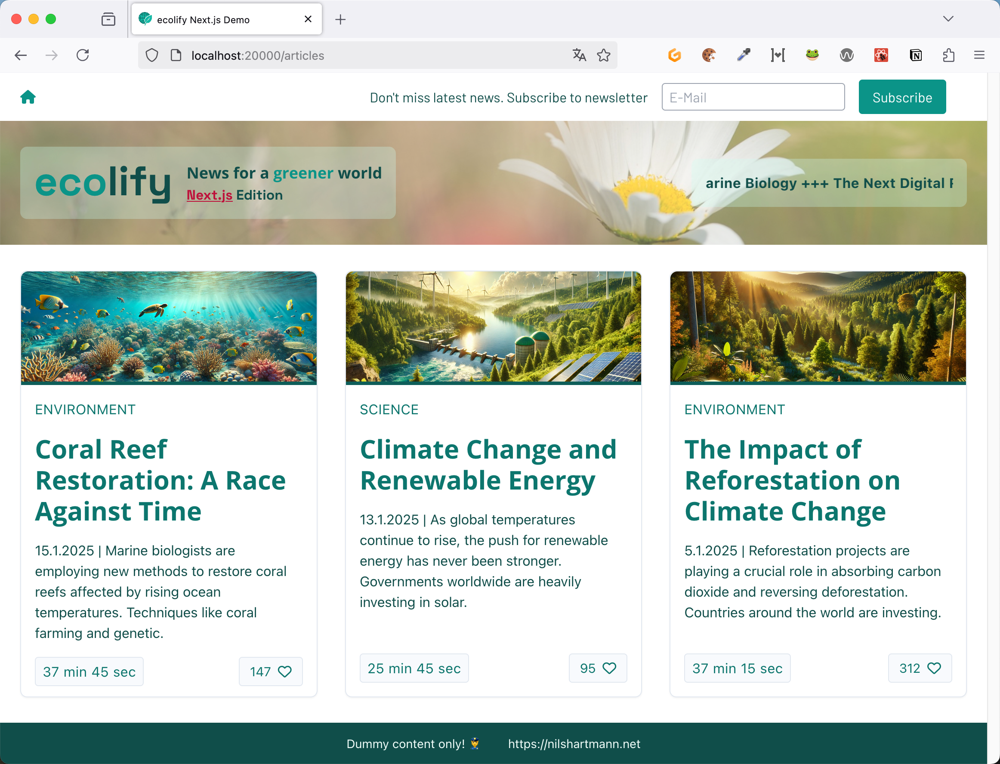 ecolify Next.js Demo
localhost:20000/articles
Don't miss latest news. Subscribe to newsletter
E-Mail
Subscribe
ecolify
News for a greener world
Next.js Edition
arine Biology +++ The Next Digital
ENVIRONMENT
Coral Reef
Restoration: A Race
Against Time
15.1.2025 | Marine biologists are
employing new methods to restore coral
reefs affected by rising ocean
temperatures. Techniques like coral
farming and genetic.
37 min 45 sec
147
SCIENCE
Climate Change and
Renewable Energy
13.1.2025 | As global temperatures
continue to rise, the push for renewable
energy has never been stronger.
Governments worldwide are heavily
investing in solar.
25 min 45 sec
95
ENVIRONMENT
The Impact of
Reforestation on
Climate Change
5.1.2025 | Reforestation projects are
playing a crucial role in absorbing carbon
dioxide and reversing deforestation.
Countries around the world are investing.
37 min 15 sec
312
Dummy content only! 👮
https://nilshartmann.net